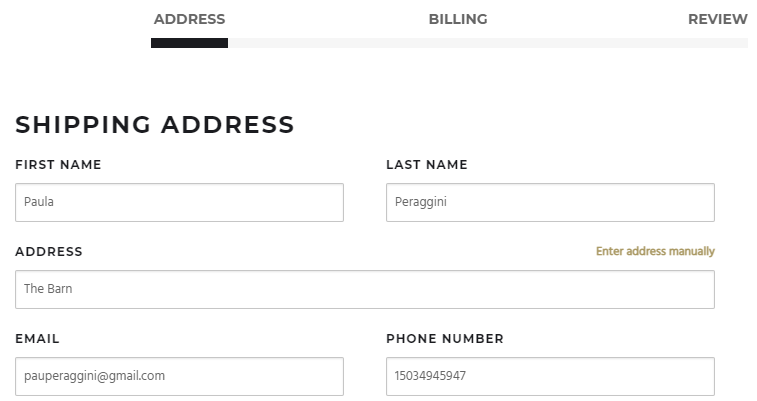 ADDRESS BILLING REVIEW
SHIPPING ADDRESS
FIRST NAME LAST NAME
Paula Peraggini
ADDRESS Enter address manually
The Barn
EMAIL PHONE NUMBER
pauperaggini@gmail.com 15034945947